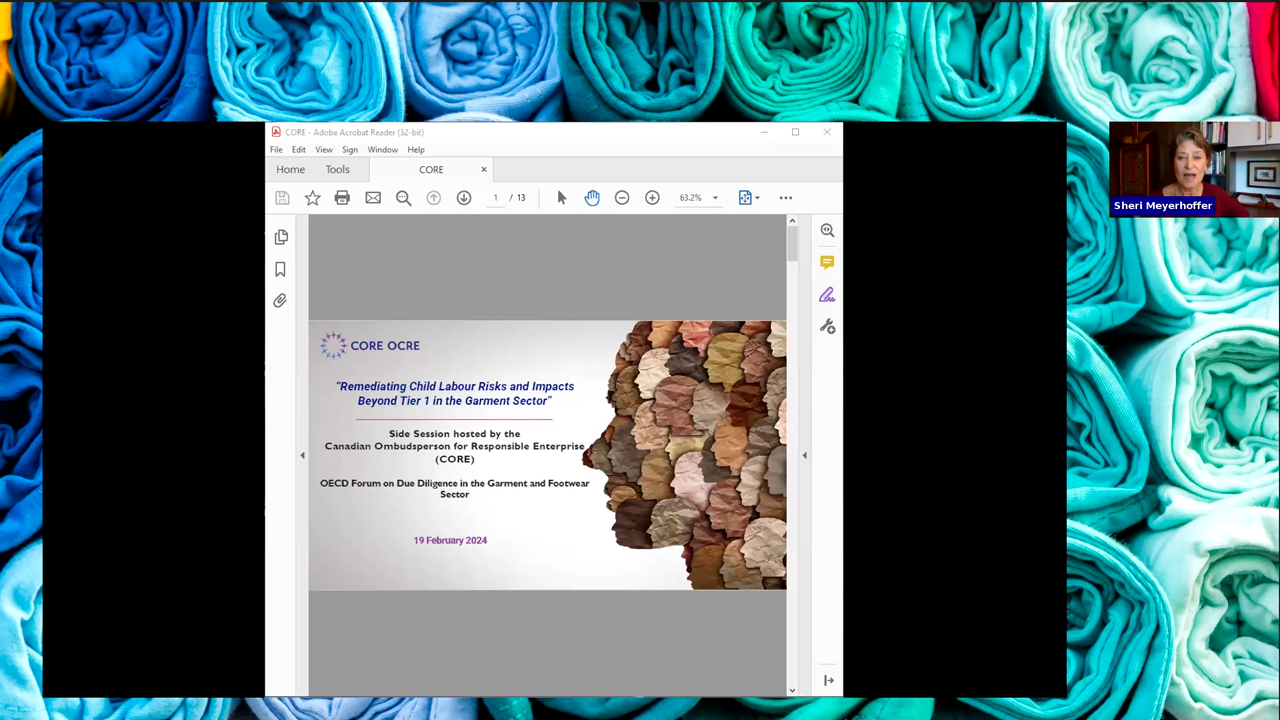 CORE - Adobe Acrobat Reader (32-bit)
File Edit View Sign Window Help
Home Tools CORE
1 / 13 63.2%
CORE OCRE
“Remediating Child Labour Risks and Impacts
Beyond Tier 1 in the Garment Sector”
Side Session hosted by the
Canadian Ombudsperson for Responsible Enterprise
(CORE)
OECD Forum on Due Diligence in the Garment and Footwear
Sector
19 February 2024
Sheri Meyerhoffer